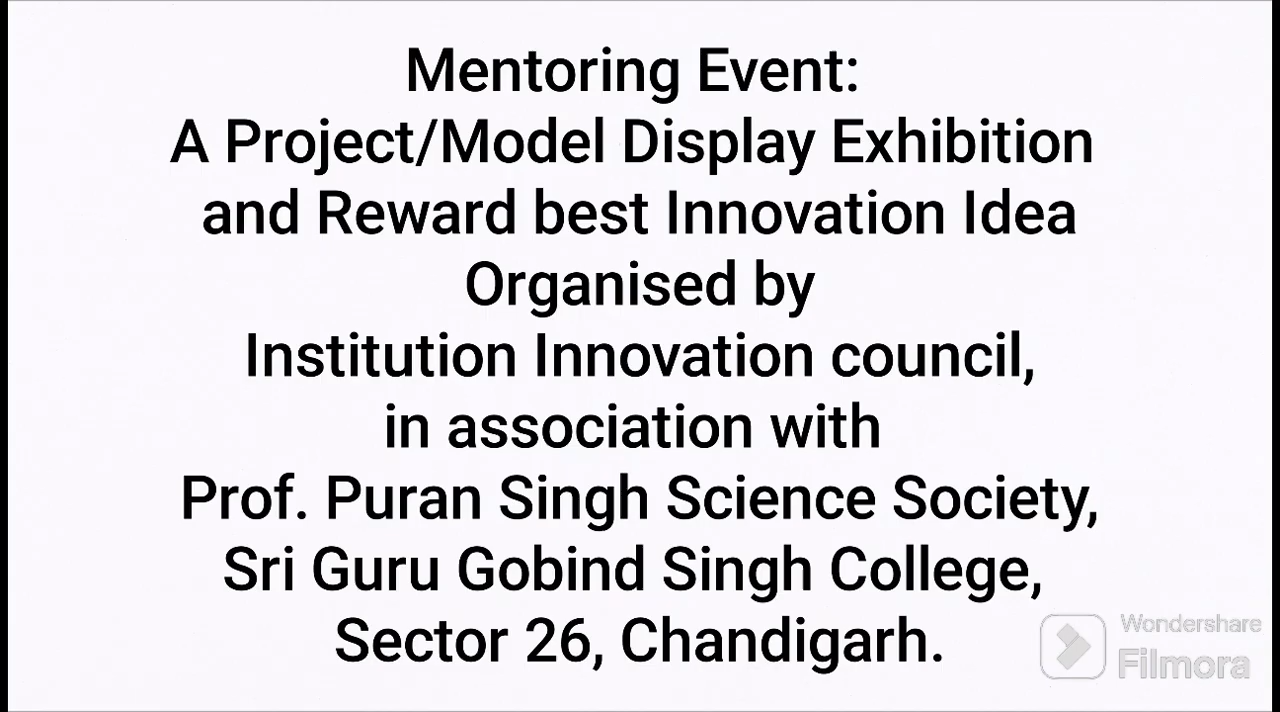 Mentoring Event:
A Project/Model Display Exhibition
and Reward best Innovation Idea
Organised by
Institution Innovation council,
in association with
Prof. Puran Singh Science Society,
Sri Guru Gobind Singh College,
Sector 26, Chandigarh.
Wondershare
Filmora